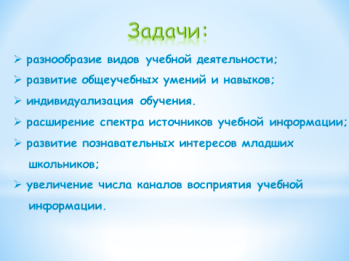 Задачи:
➢ разнообразие видов учебной деятельности;
➢ развитие общеучебных умений и навыков;
➢ индивидуализация обучения.
➢ расширение спектра источников учебной информации;
➢ развитие познавательных интересов младших
школьников;
➢ увеличение числа каналов восприятия учебной
информации.